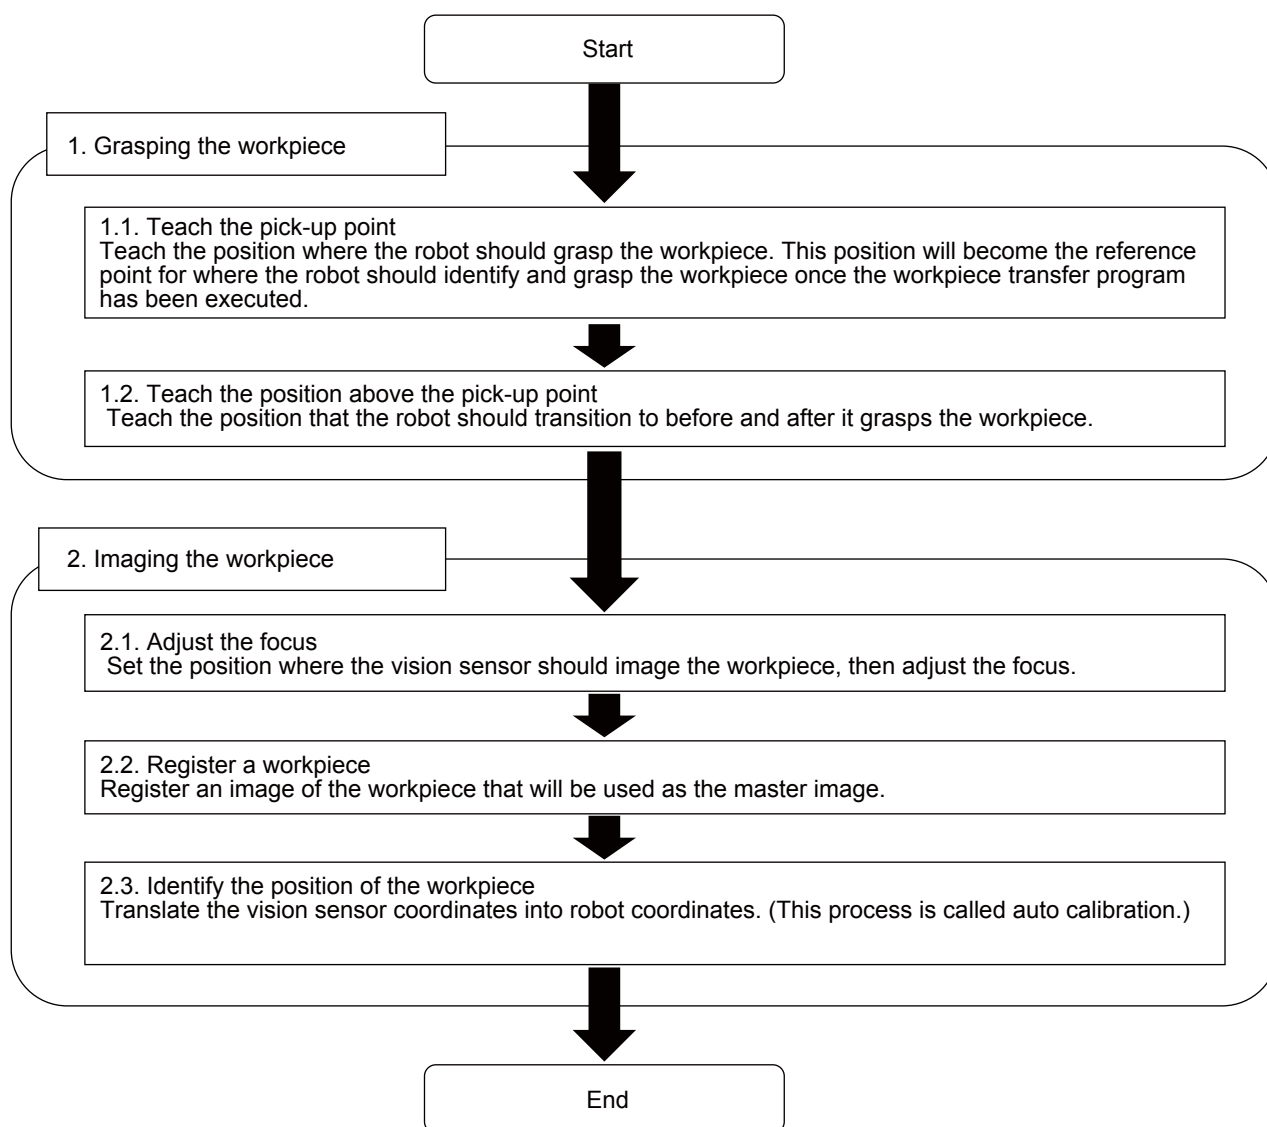 Start
1. Grasping the workpiece
1.1. Teach the pick-up point
Teach the position where the robot should grasp the workpiece. This position will become the reference
point for where the robot should identify and grasp the workpiece once the workpiece transfer program
has been executed.
1.2. Teach the position above the pick-up point
Teach the position that the robot should transition to before and after it grasps the workpiece.
2. Imaging the workpiece
2.1. Adjust the focus
Set the position where the vision sensor should image the workpiece, then adjust the focus.
2.2. Register a workpiece
Register an image of the workpiece that will be used as the master image.
2.3. Identify the position of the workpiece
Translate the vision sensor coordinates into robot coordinates. (This process is called auto calibration.)
End